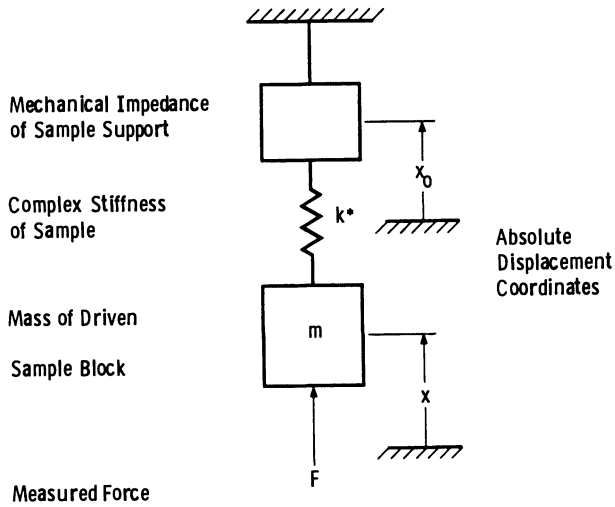 Mechanical Impedance
of Sample Support
x0
Complex Stiffness
of Sample
k*
Absolute
Displacement
Coordinates
Mass of Driven
m
Sample Block
x
F
Measured Force